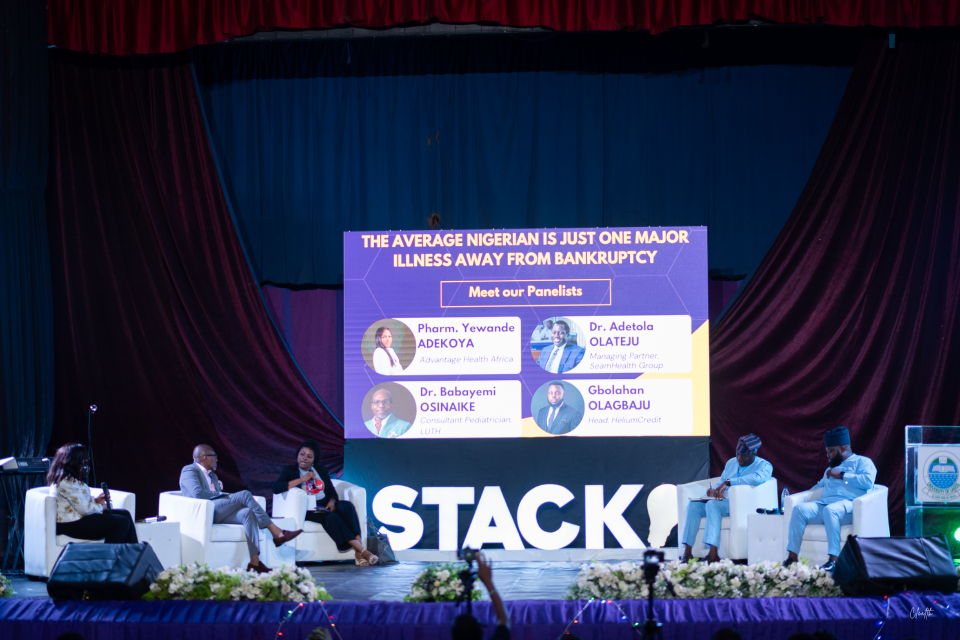 THE AVERAGE NIGERIAN IS JUST ONE MAJOR
ILLNESS AWAY FROM BANKRUPTCY
Meet our Panelists
Pharm. Yewande
ADEKOYA
Advantage Health Africa
Dr. Adetola
OLATEJU
Managing Partner,
SeamHealth Group
Dr. Babayemi
OSINAIKE
Consultant Pediatrician
LUTH
Gbolahan
OLAGBAJU
Head, HeliumCredit
STACK